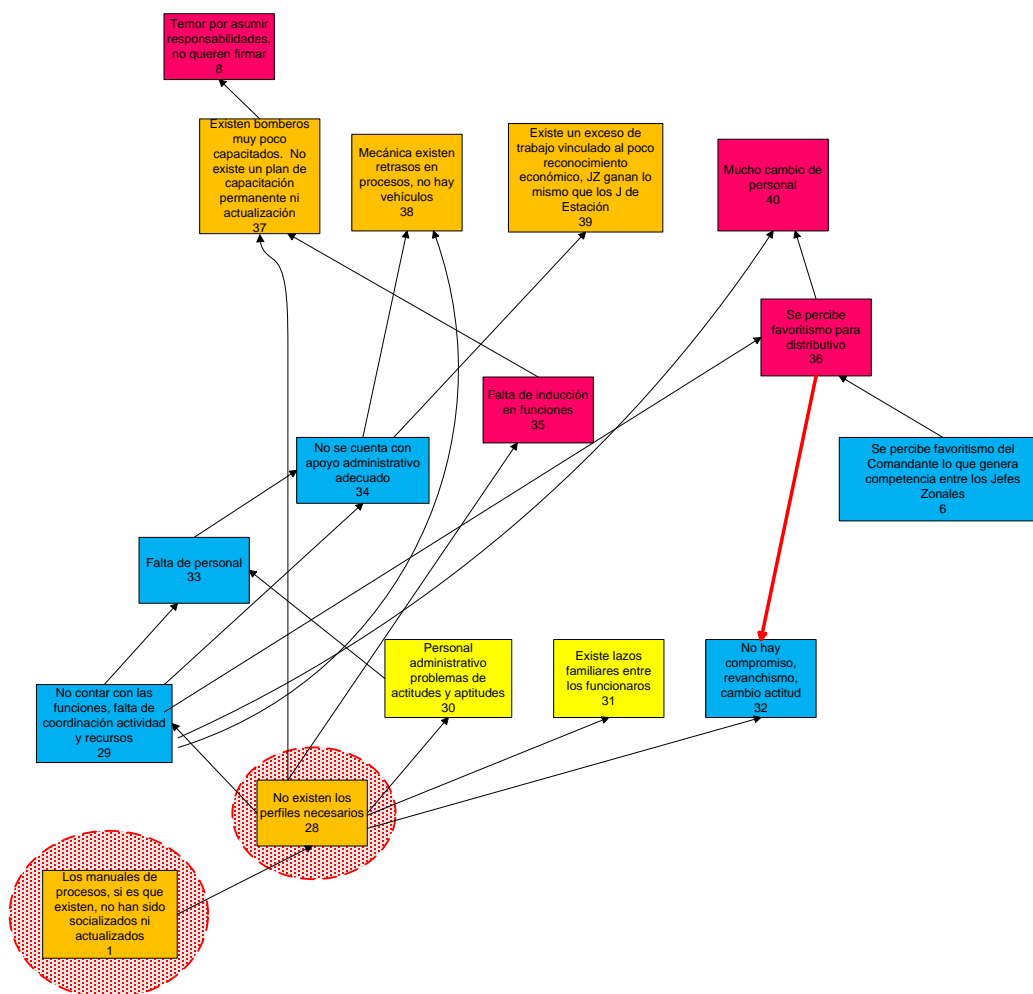 Temor por asumir
responsabilidades,
no quieren firmar
8
Existen bomberos
muy poco
capacitados. No
existe un plan de
capacitación
permanente ni
actualización
37
Mecánica existen
retrasos en
procesos, no hay
vehículos
38
Existe un exceso de
trabajo vinculado al poco
reconocimiento
económico, JZ ganan lo
mismo que los J de
Estación
39
Mucho cambio de
personal
40
Se percibe
favoritismo para
distributivo
36
Falta de inducción
en funciones
35
No se cuenta con
apoyo administrativo
adecuado
34
Se percibe favoritismo del
Comandante lo que genera
competencia entre los Jefes
Zonales
6
Falta de personal
33
Personal
administrativo
problemas de
actitudes y aptitudes
30
Existe lazos
familiares entre
los funcionaros
31
No hay
compromiso,
revanchismo,
cambio actitud
32
No contar con las
funciones, falta de
coordinación actividad
y recursos
29
No existen los
perfiles necesarios
28
Los manuales de
procesos, si es que
existen, no han sido
socializados ni
actualizados
1